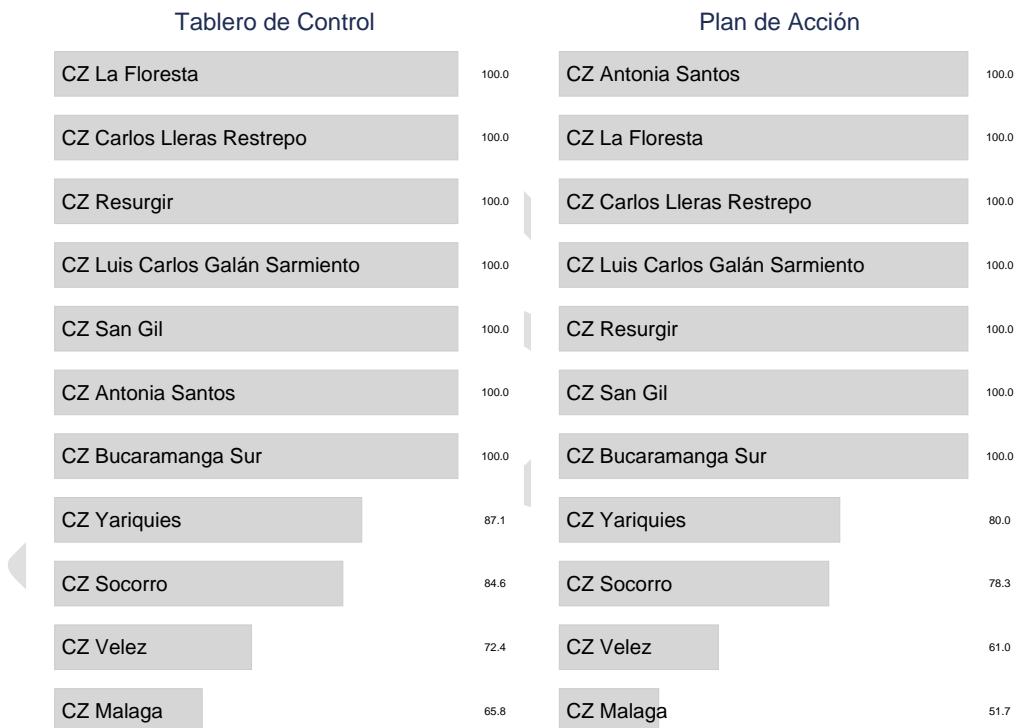 Tablero de Control
CZ La Floresta 100.0
CZ Carlos Lleras Restrepo 100.0
CZ Resurgir 100.0
CZ Luis Carlos Galán Sarmiento 100.0
CZ San Gil 100.0
CZ Antonia Santos 100.0
CZ Bucaramanga Sur 100.0
CZ Yariquies 87.1
CZ Socorro 84.6
CZ Velez 72.4
CZ Malaga 65.8
Plan de Acción
CZ Antonia Santos 100.0
CZ La Floresta 100.0
CZ Carlos Lleras Restrepo 100.0
CZ Luis Carlos Galán Sarmiento 100.0
CZ Resurgir 100.0
CZ San Gil 100.0
CZ Bucaramanga Sur 100.0
CZ Yariquies 80.0
CZ Socorro 78.3
CZ Velez 61.0
CZ Malaga 51.7